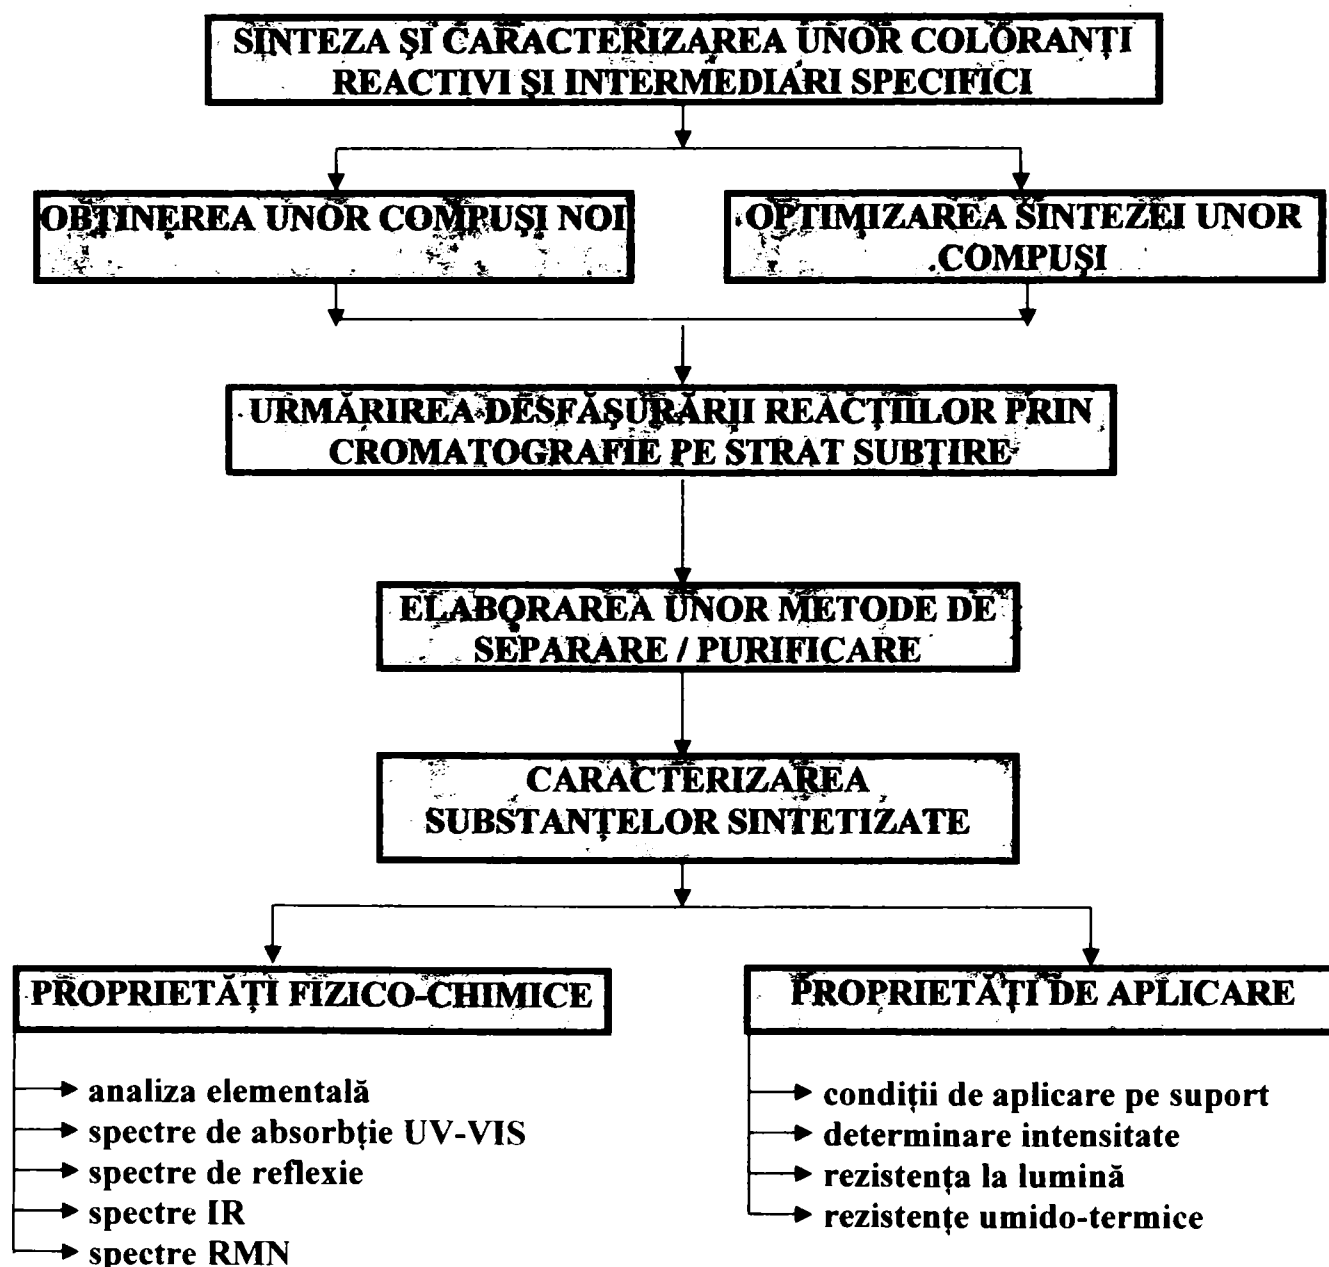 SINTEZA ŞI CARACTERIZAREA UNOR COLORANŢI
REACTIVI ŞI INTERMEDIARI SPECIFICI
OBŢINEREA UNOR COMPUŞI NOI
OPTIMIZAREA SINTEZEI UNOR
COMPUŞI
URMĂRIREA DESFĂŞURĂRII REACŢIILOR PRIN
CROMATOGRAFIE PE STRAT SUBŢIRE
ELABORAREA UNOR METODE DE
SEPARARE / PURIFICARE
CARACTERIZAREA
SUBSTANŢELOR SINTETIZATE
PROPRIETĂŢI FIZICO-CHIMICE
analiza elementală
spectre de absorbţie UV-VIS
spectre de reflexie
spectre IR
spectre RMN
PROPRIETĂŢI DE APLICARE
condiţii de aplicare pe suport
determinare intensitate
rezistenţa la lumină
rezistenţe umido-termice